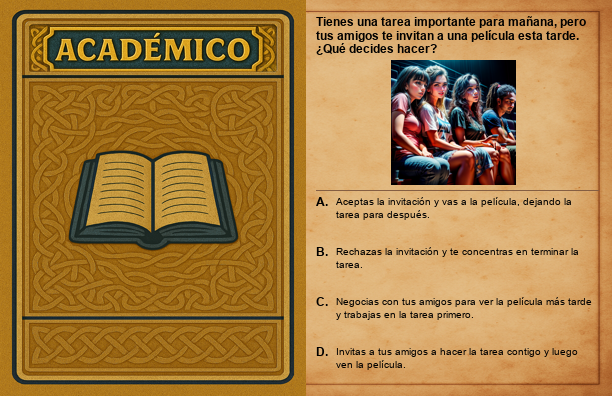 ACADÉMICO
Tienes una tarea importante para mañana, pero
tus amigos te invitan a una película esta tarde.
¿Qué decides hacer?
A. Aceptas la invitación y vas a la película, dejando la
tarea para después.
B. Rechazas la invitación y te concentras en terminar la
tarea.
C. Negocias con tus amigos para ver la película más tarde
y trabajas en la tarea primero.
D. Invitas a tus amigos a hacer la tarea contigo y luego
ven la película.